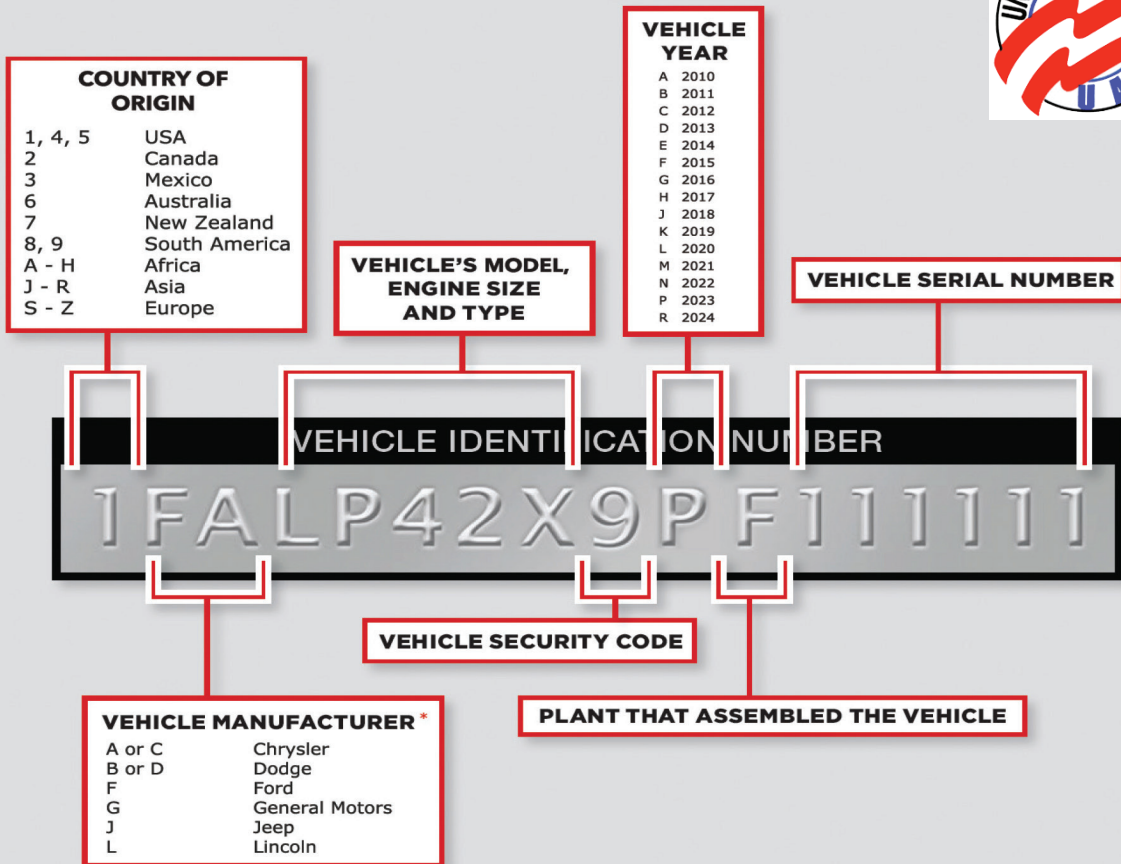 COUNTRY OF
ORIGIN
1, 4, 5 USA
2 Canada
3 Mexico
6 Australia
7 New Zealand
8, 9 South America
A - H Africa
J - R Asia
S - Z Europe
VEHICLE'S MODEL,
ENGINE SIZE
AND TYPE
VEHICLE
YEAR
A 2010
B 2011
C 2012
D 2013
E 2014
F 2015
G 2016
H 2017
J 2018
K 2019
L 2020
M 2021
N 2022
P 2023
R 2024
VEHICLE SERIAL NUMBER
VEHICLE IDENTIFICATION NUMBER
1FALP42X9PF111111
VEHICLE SECURITY CODE
PLANT THAT ASSEMBLED THE VEHICLE
VEHICLE MANUFACTURER *
A or C Chrysler
B or D Dodge
F Ford
G General Motors
J Jeep
L Lincoln